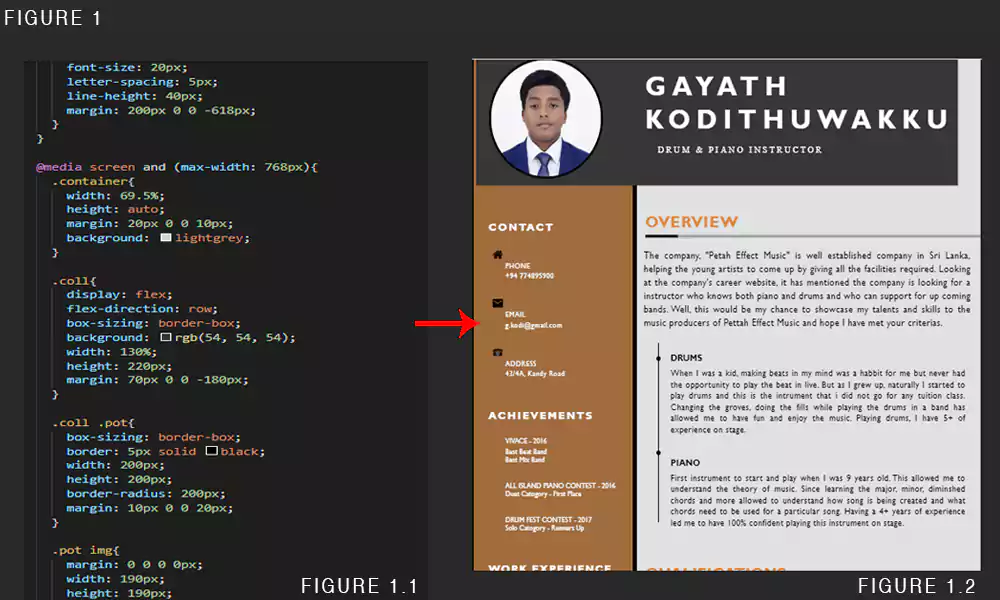 FIGURE 1
font-size: 20px;
letter-spacing: 5px;
line-height: 40px;
margin: 200px 0 0 -618px;
}
}
@media screen and (max-width: 768px){
.container{
width: 69.5%;
height: auto;
margin: 20px 0 0 10px;
background: lightgrey;
}
.coll{
display: flex;
flex-direction: row;
box-sizing: border-box;
background: rgb(54, 54, 54);
width: 130%;
height: 220px;
margin: 70px 0 0 -180px;
}
.coll .pot{
box-sizing: border-box;
border: 5px solid black;
width: 200px;
height: 200px;
border-radius: 200px;
margin: 10px 0 0 20px;
}
.pot img{
margin: 0 0 0 0px;
width: 190px;
height: 190px;
FIGURE 1.1
GAYATH
KODITHUWAKKU
DRUM & PIANO INSTRUCTOR
CONTACT
PHONE
+94 774895900
EMAIL
g.kodi@gmail.com
ADDRESS
43/4A, Kandy Road
ACHIEVEMENTS
VIVACE - 2016
Best Beat Band
Best Mix Band
ALL ISLAND PIANO CONTEST - 2016
Duet Category - First Place
DRUM FEST CONTEST - 2017
Solo Category - Runners Up
WORK EXPERIENCE
OVERVIEW
The company, "Petah Effect Music" is well established company in Sri Lanka,
helping the young artists to come up by giving all the facilities required. Looking
at the company's career website, it has mentioned the company is looking for a
instructor who knows both piano and drums and who can support for up coming
bands. Well, this would be my chance to showcase my talents and skills to the
music producers of Pettah Effect Music and hope I have met your criterias.
DRUMS
When I was a kid, making beats in my mind was a habbit for me but never had
the opportunity to play the beat in live. But as I grew up, naturally I started to
play drums and this is the intrument that i did not go for any tuition class.
Changing the groves, doing the fills while playing the drums in a band has
allowed me to have fun and enjoy the music. Playing drums, I have 5+ of
experience on stage.
PIANO
First instrument to start and play when I was 9 years old. This allowed me to
understand the theory of music. Since learning the major, minor, diminshed
chords and more allowed to understand how song is being created and what
chords need to be used for a particular song. Having a 4+ years of experience
led me to have 100% confident playing this instrument on stage.
QUALIFICATIONS
FIGURE 1.2